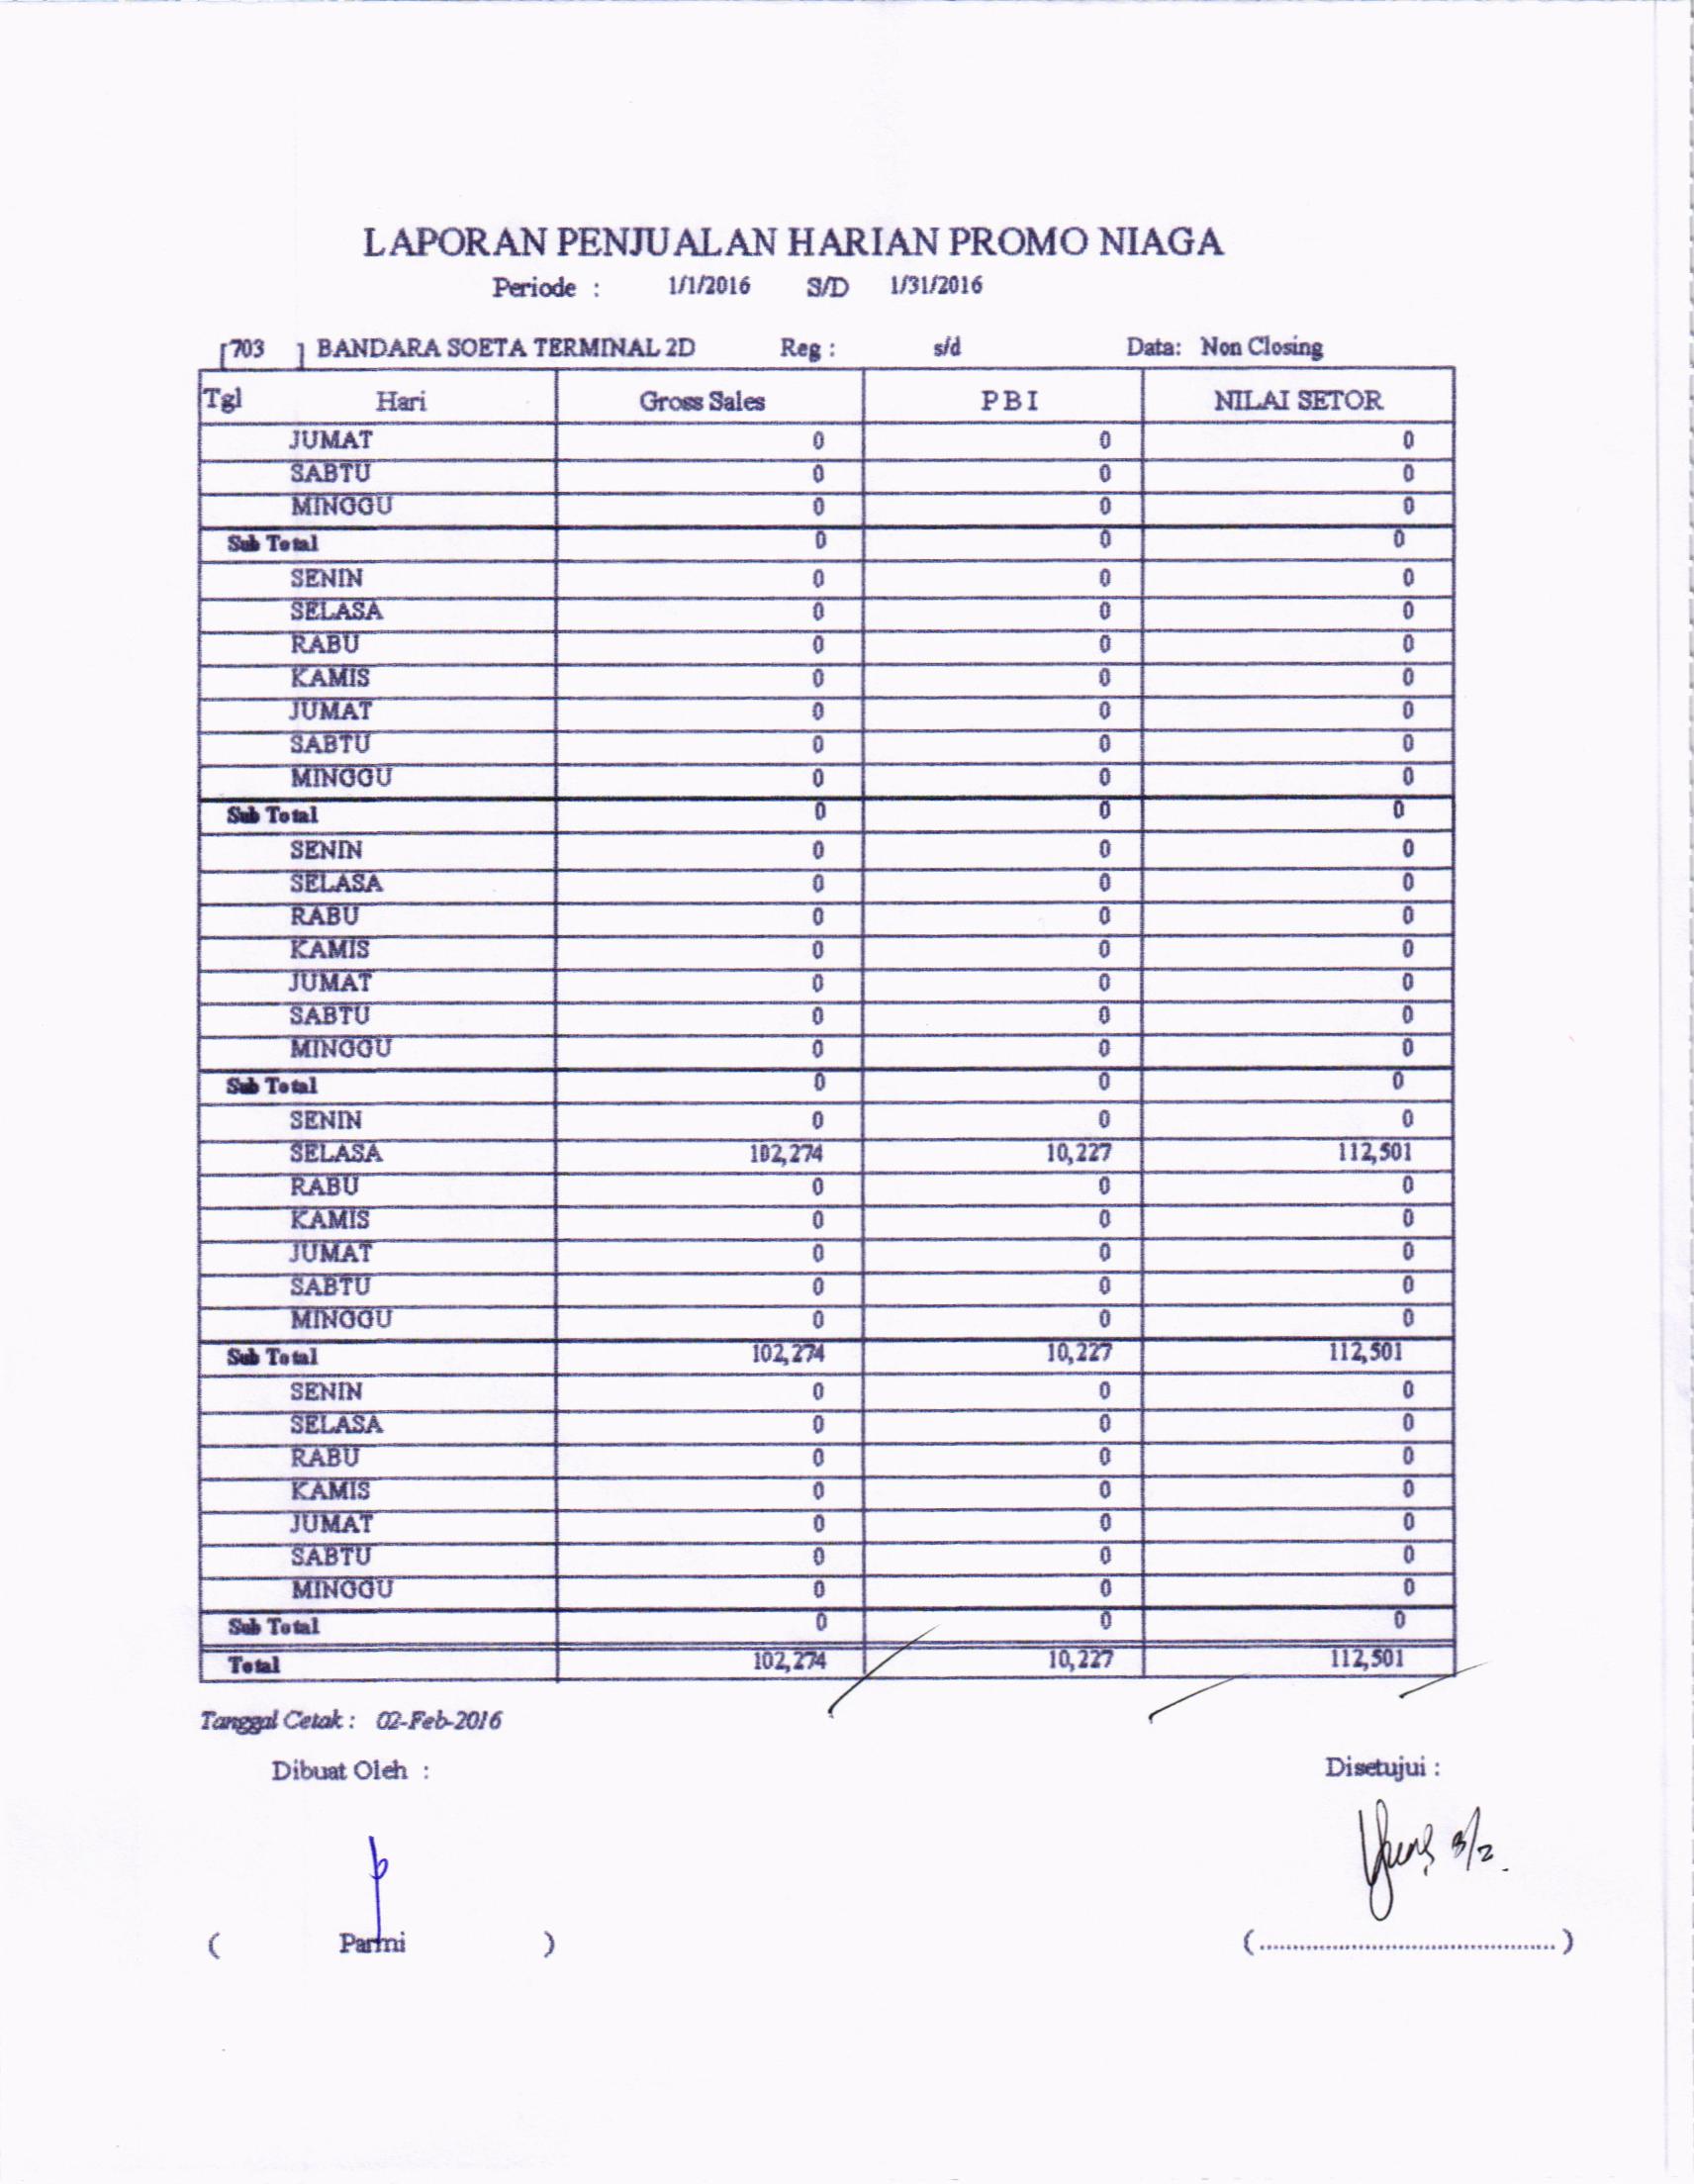 LAPORAN PENJUALAN HARIAN PROMO NIAGA
Periode : 1/1/2016 S/D 1/31/2016
[703 ] BANDARA SOETA TERMINAL 2D Reg : s/d Data: Non Closing
Tgl Hari Gross Sales P B I NILAI SETOR
JUMAT 0 0 0
SABTU 0 0 0
MINGGU 0 0 0
Sub Total 0 0 0
SENIN 0 0 0
SELASA 0 0 0
RABU 0 0 0
KAMIS 0 0 0
JUMAT 0 0 0
SABTU 0 0 0
MINGGU 0 0 0
Sub Total 0 0 0
SENIN 0 0 0
SELASA 0 0 0
RABU 0 0 0
KAMIS 0 0 0
JUMAT 0 0 0
SABTU 0 0 0
MINGGU 0 0 0
Sub Total 0 0 0
SENIN 0 0 0
SELASA 102,274 10,227 112,501
RABU 0 0 0
KAMIS 0 0 0
JUMAT 0 0 0
SABTU 0 0 0
MINGGU 0 0 0
Sub Total 102,274 10,227 112,501
SENIN 0 0 0
SELASA 0 0 0
RABU 0 0 0
KAMIS 0 0 0
JUMAT 0 0 0
SABTU 0 0 0
MINGGU 0 0 0
Sub Total 0 0 0
Total 102,274 10,227 112,501
Tanggal Cetak : 02-Feb-2016
Dibuat Oleh : Disetujui :
3/2.
( Parmi ) (.............................................)